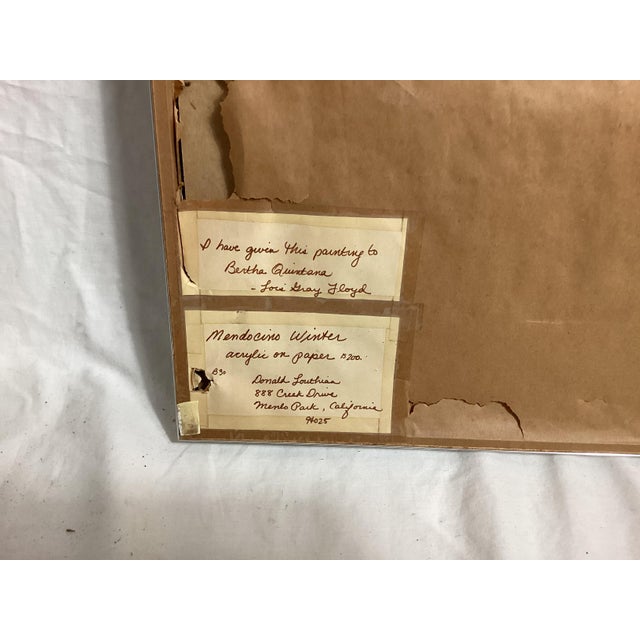 I have given this painting to
Bertha Quintana
- Lois Gray Floyd
Mendocino Winter
acrylic on paper $200.
B30
Donald Louthian
888 Creek Drive
Menlo Park, California
94025